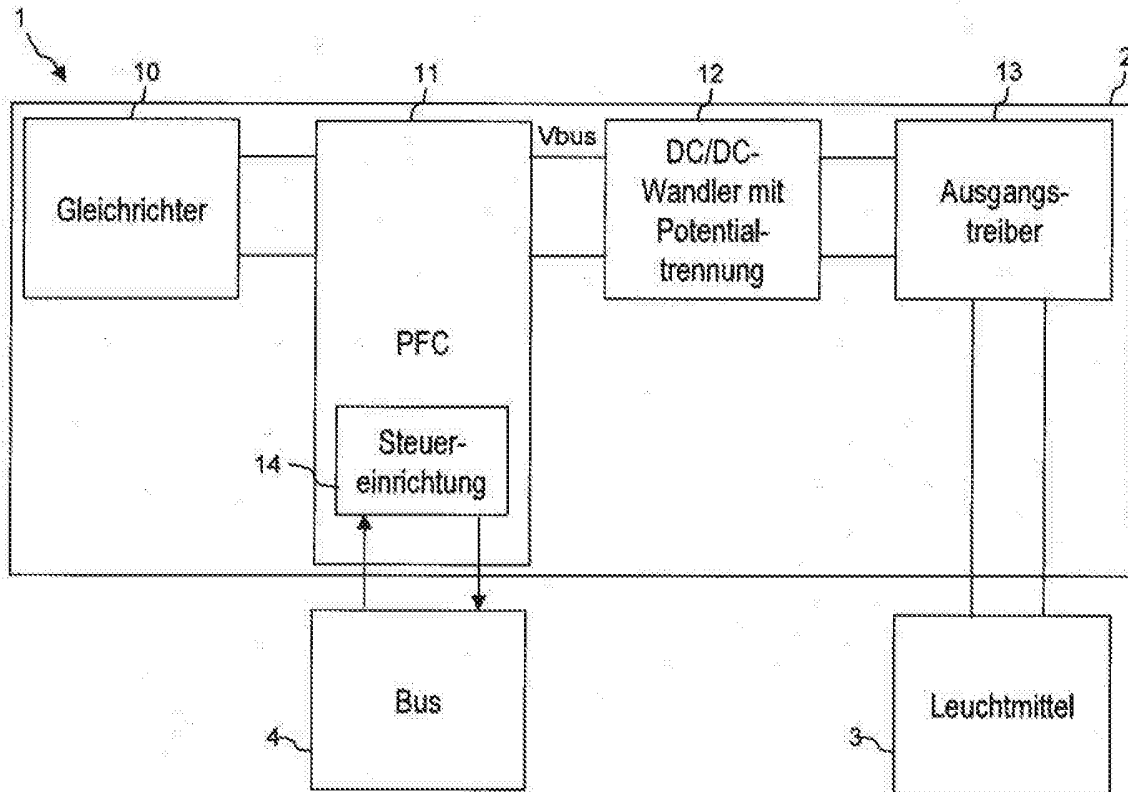 1
10
11
12
13
2
Gleichrichter
Vbus
DC/DC-
Wandler mit
Potential-
trennung
Ausgangs-
treiber
PFC
14
Steuer-
einrichtung
4
Bus
3
Leuchtmittel